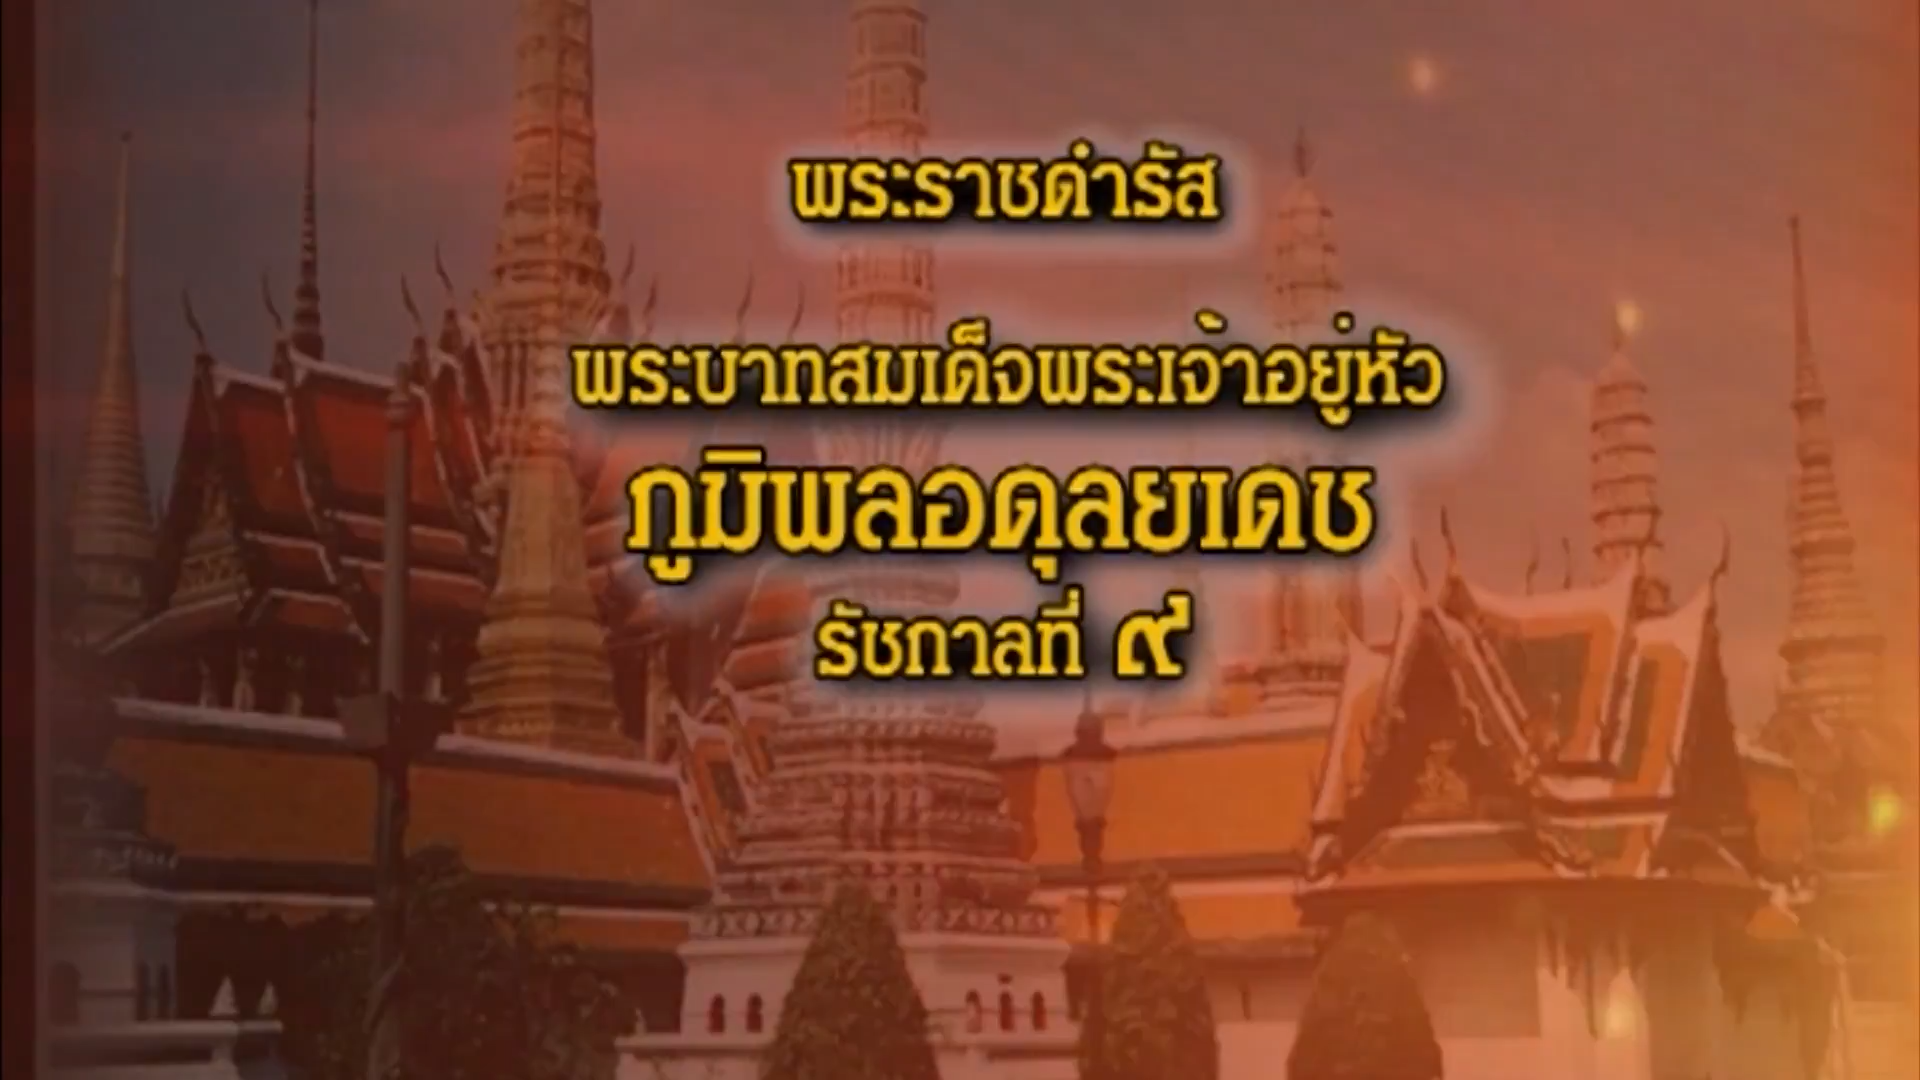 พระราชดำรัส
พระบาทสมเด็จพระเจ้าอยู่หัว
ภูมิพลอดุลยเดช
รัชกาลที่ ๙